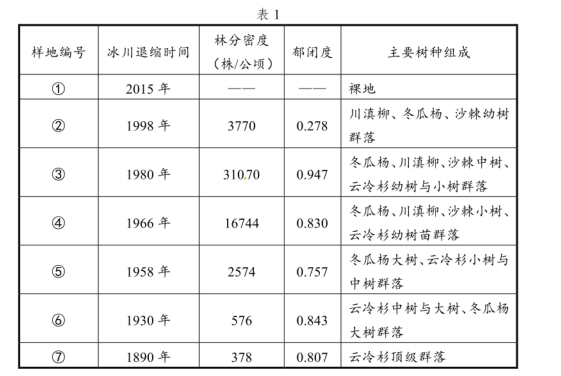 表 1
样地编号 冰川退缩时间 林分密度 郁闭度 主要树种组成
（株/公顷）
① 2015 年 —— —— 裸地
② 1998 年 3770 0.278 川滇柳、冬瓜杨、沙棘幼树
群落
③ 1980 年 310.70 0.947 冬瓜杨、川滇柳、沙棘中树、
云冷杉幼树与小树群落
④ 1966 年 16744 0.830 冬瓜杨、川滇柳、沙棘小树、
云冷杉幼树苗群落
⑤ 1958 年 2574 0.757 冬瓜杨大树、云冷杉小树与
中树群落
⑥ 1930 年 576 0.843 云冷杉中树与大树、冬瓜杨
大树群落
⑦ 1890 年 378 0.807 云冷杉顶级群落